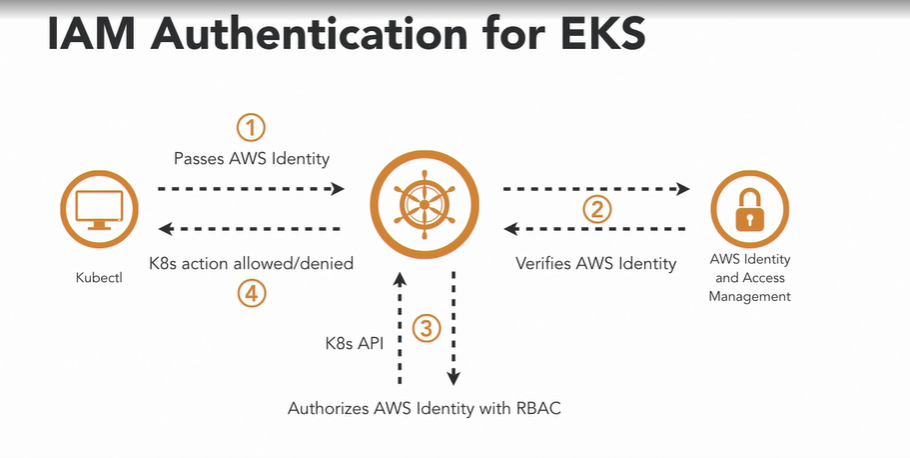 IAM Authentication for EKS
1
Passes AWS Identity
2
Kubectl
K8s action allowed/denied
4
Verifies AWS Identity
AWS Identity
and Access
Management
3
K8s API
Authorizes AWS Identity with RBAC